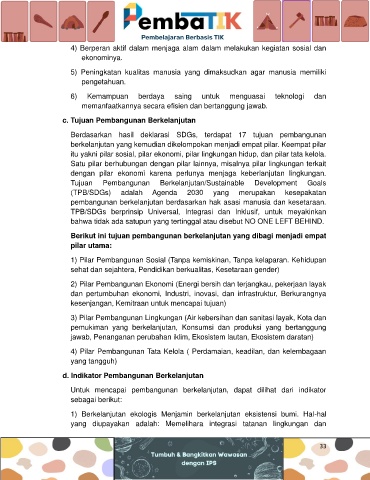 PembaTIK
Pembelajaran Berbasis TIK
4) Berperan aktif dalam menjaga alam dalam melakukan kegiatan sosial dan
ekonominya.
5) Peningkatan kualitas manusia yang dimaksudkan agar manusia memiliki
pengetahuan.
6) Kemampuan berdaya saing untuk menguasai teknologi dan
memanfaatkannya secara efisien dan bertanggung jawab.
c. Tujuan Pembangunan Berkelanjutan
Berdasarkan hasil deklarasi SDGs, terdapat 17 tujuan pembangunan
berkelanjutan yang kemudian dikelompokan menjadi empat pilar. Keempat pilar
itu yakni pilar sosial, pilar ekonomi, pilar lingkungan hidup, dan pilar tata kelola.
Satu pilar berhubungan dengan pilar lainnya, misalnya pilar lingkungan terkait
dengan pilar ekonomi karena perlunya menjaga keberlanjutan lingkungan.
Tujuan Pembangunan Berkelanjutan/Sustainable Development Goals
(TPB/SDGs) adalah Agenda 2030 yang merupakan kesepakatan
pembangunan berkelanjutan berdasarkan hak asasi manusia dan kesetaraan.
TPB/SDGs berprinsip Universal, Integrasi dan Inklusif, untuk meyakinkan
bahwa tidak ada satupun yang tertinggal atau disebut NO ONE LEFT BEHIND.
Berikut ini tujuan pembangunan berkelanjutan yang dibagi menjadi empat
pilar utama:
1) Pilar Pembangunan Sosial (Tanpa kemiskinan, Tanpa kelaparan. Kehidupan
sehat dan sejahtera, Pendidikan berkualitas, Kesetaraan gender)
2) Pilar Pembangunan Ekonomi (Energi bersih dan terjangkau, pekerjaan layak
dan pertumbuhan ekonomi, Industri, inovasi, dan infrastruktur, Berkurangnya
kesenjangan, Kemitraan untuk mencapai tujuan)
3) Pilar Pembangunan Lingkungan (Air kebersihan dan sanitasi layak, Kota dan
pemukiman yang berkelanjutan, Konsumsi dan produksi yang bertanggung
jawab, Penanganan perubahan iklim, Ekosistem lautan, Ekosistem daratan)
4) Pilar Pembangunan Tata Kelola ( Perdamaian, keadilan, dan kelembagaan
yang tangguh)
d. Indikator Pembangunan Berkelanjutan
Untuk mencapai pembangunan berkelanjutan, dapat dilihat dari indikator
sebagai berikut:
1) Berkelanjutan ekologis Menjamin berkelanjutan eksistensi bumi. Hal-hal
yang diupayakan adalah: Memelihara integrasi tatanan lingkungan dan
33
Tumbuh & Bangkitkan Wawasan
dengan IPS